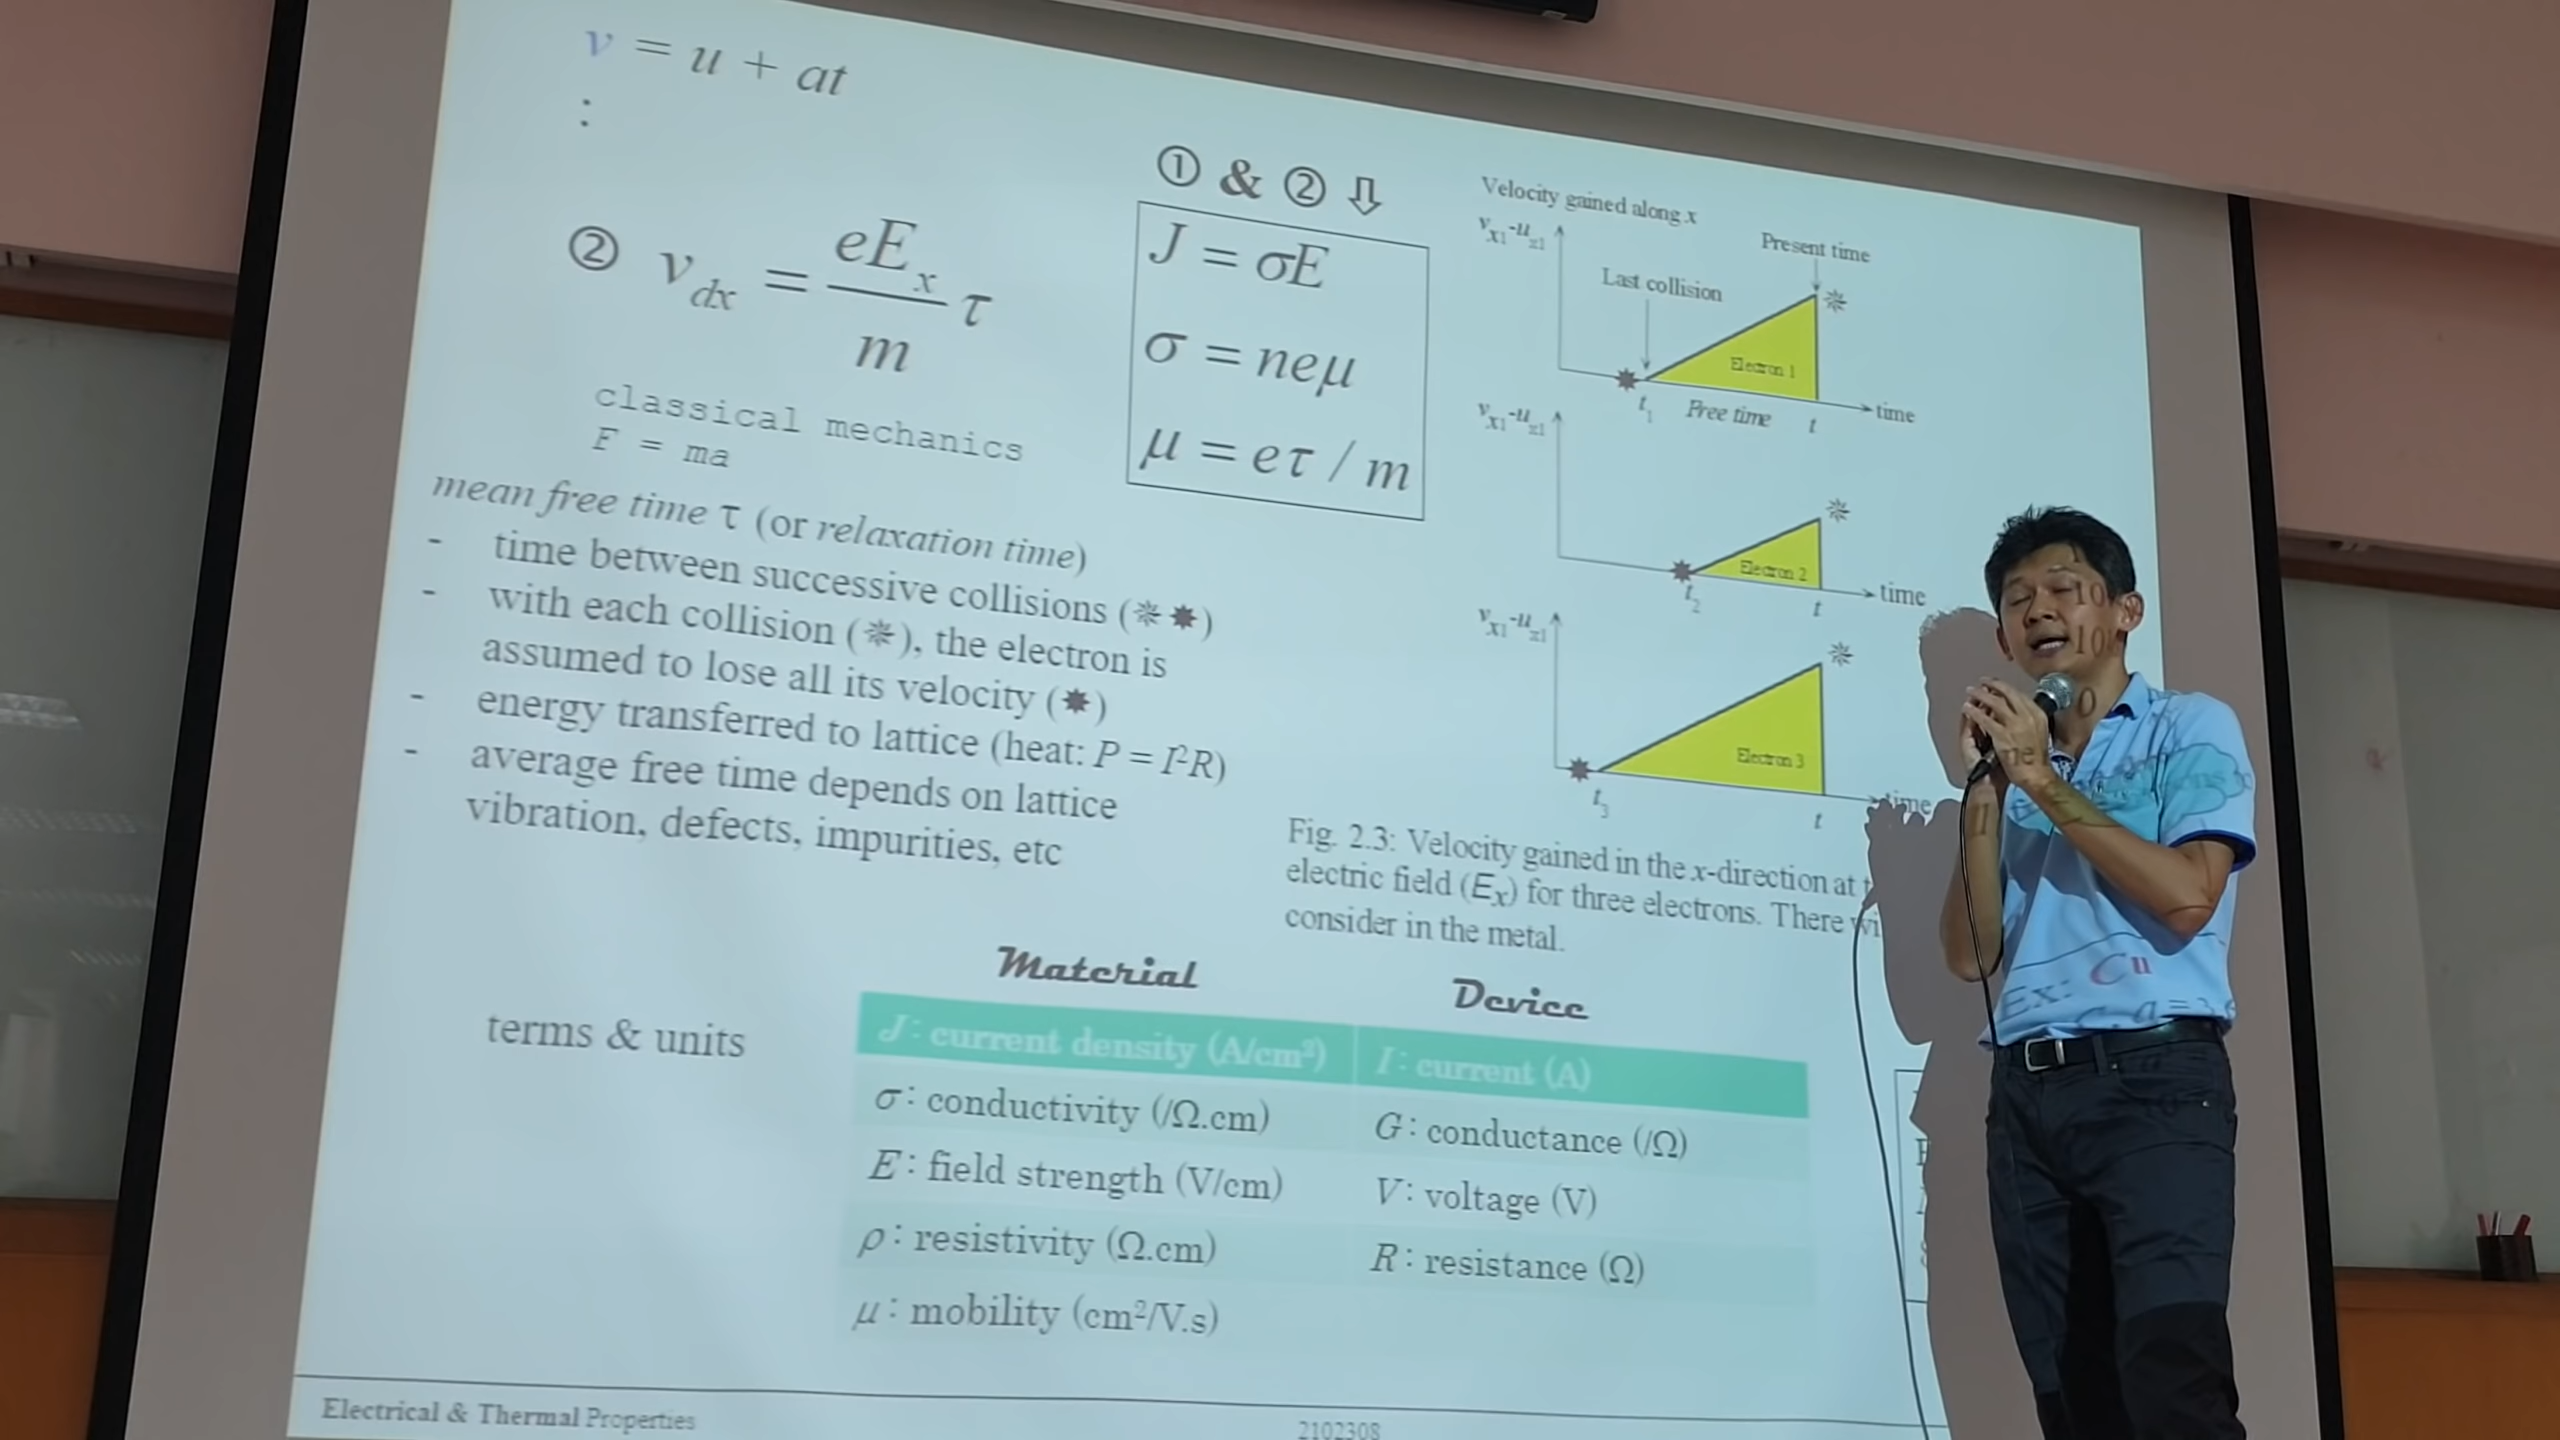 v = u + at
:
② v_dx = eE_x/m τ
classical mechanics
F = ma
① & ② ⇩
J = σE
σ = neμ
μ = eτ / m
mean free time τ (or relaxation time)
- time between successive collisions (✵✸)
- with each collision (✵), the electron is
assumed to lose all its velocity (✸)
- energy transferred to lattice (heat: P = I²R)
- average free time depends on lattice
vibration, defects, impurities, etc
Velocity gained along x
v_x1-u_x1
Present time
Last collision
Electron 1
t_1 Free time t
time
v_x1-u_x1
Electron 2
t_2 t
time
v_x1-u_x1
Electron 3
t_3 t
time
Fig. 2.3: Velocity gained in the x-direction at
electric field (E_x) for three electrons. There
consider in the metal.
terms & units
Material Device
J: current density (A/cm²) I: current (A)
σ: conductivity (/Ω.cm) G: conductance (/Ω)
E: field strength (V/cm) V: voltage (V)
ρ: resistivity (Ω.cm) R: resistance (Ω)
μ: mobility (cm²/V.s)
Ex: Cu
Electrical & Thermal Properties 2102308